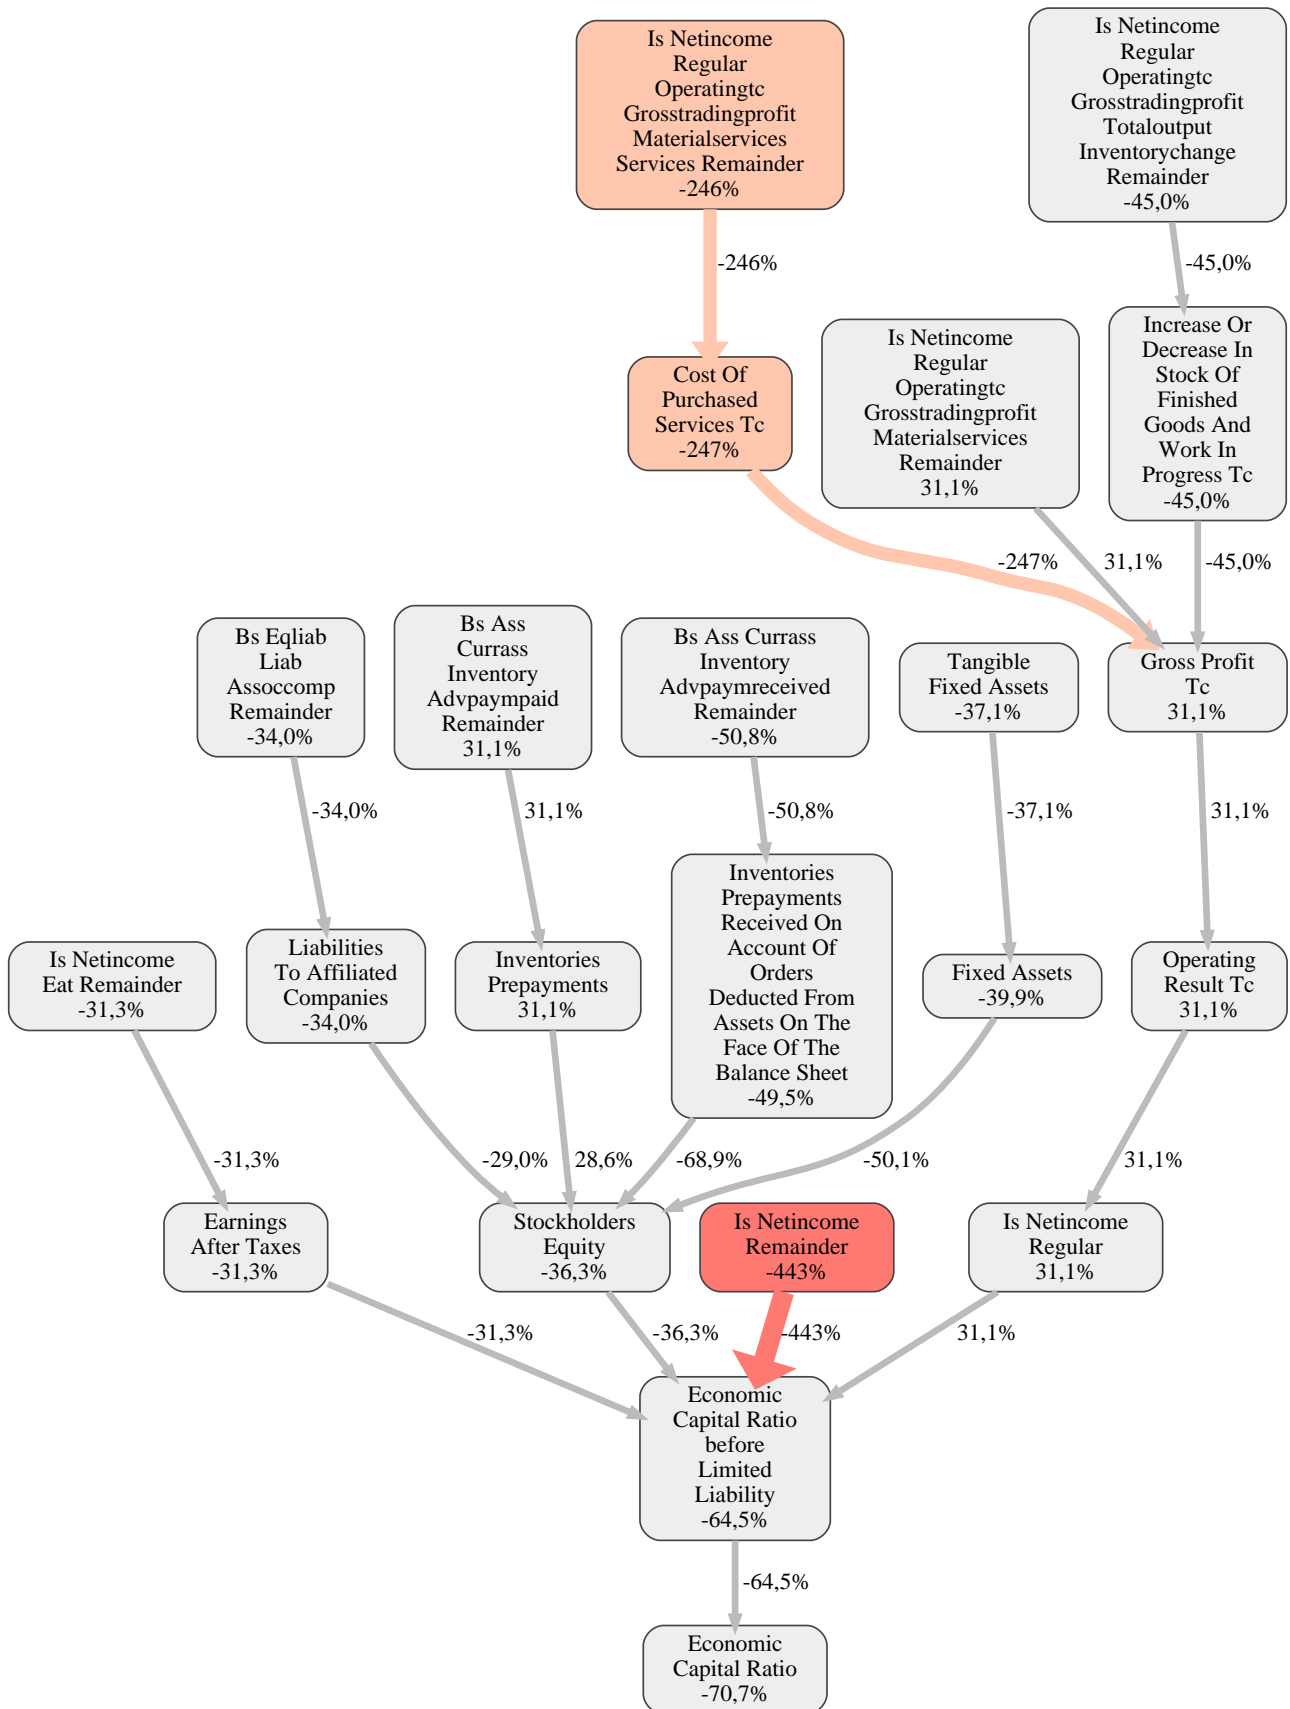 Is Netincome
Regular
Operatingtc
Grosstradingprofit
Materialservices
Services Remainder
-246%
Is Netincome
Regular
Operatingtc
Grosstradingprofit
Totaloutput
Inventorychange
Remainder
-45,0%
-246%
-45,0%
Cost Of
Purchased
Services Tc
-247%
Is Netincome
Regular
Operatingtc
Grosstradingprofit
Materialservices
Remainder
31,1%
Increase Or
Decrease In
Stock Of
Finished
Goods And
Work In
Progress Tc
-45,0%
-247%
31,1%
-45,0%
Bs Eqliab
Liab
Assoccomp
Remainder
-34,0%
Bs Ass
Currass
Inventory
Advpaympaid
Remainder
31,1%
Bs Ass Currass
Inventory
Advpaymreceived
Remainder
-50,8%
Tangible
Fixed Assets
-37,1%
Gross Profit
Tc
31,1%
-34,0%
31,1%
-50,8%
-37,1%
31,1%
Is Netincome
Eat Remainder
-31,3%
Liabilities
To Affiliated
Companies
-34,0%
Inventories
Prepayments
31,1%
Inventories
Prepayments
Received On
Account Of
Orders
Deducted From
Assets On The
Face Of The
Balance Sheet
-49,5%
Fixed Assets
-39,9%
Operating
Result Tc
31,1%
-31,3%
-29,0%
28,6%
-68,9%
-50,1%
31,1%
Earnings
After Taxes
-31,3%
Stockholders
Equity
-36,3%
Is Netincome
Remainder
-443%
Is Netincome
Regular
31,1%
-31,3%
-36,3%
-443%
31,1%
Economic
Capital Ratio
before
Limited
Liability
-64,5%
-64,5%
Economic
Capital Ratio
-70,7%